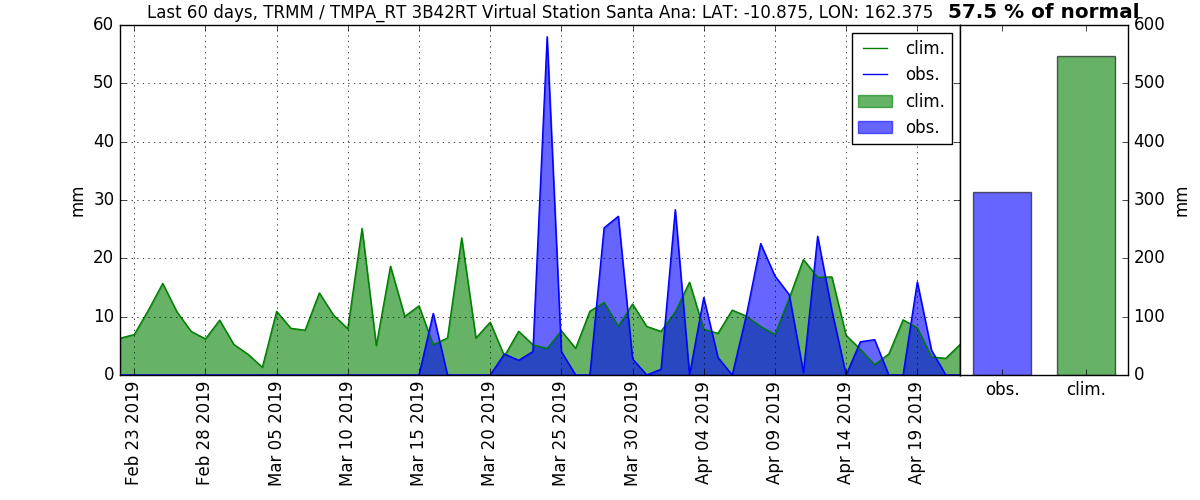 Last 60 days, TRMM / TMPA_RT 3B42RT Virtual Station Santa Ana: LAT: -10.875, LON: 162.375 57.5 % of normal
60
50
40
30
20
10
0
mm
clim.
obs.
clim.
obs.
Feb 23 2019
Feb 28 2019
Mar 05 2019
Mar 10 2019
Mar 15 2019
Mar 20 2019
Mar 25 2019
Mar 30 2019
Apr 04 2019
Apr 09 2019
Apr 14 2019
Apr 19 2019
600
500
400
300
200
100
0
mm
obs.
clim.